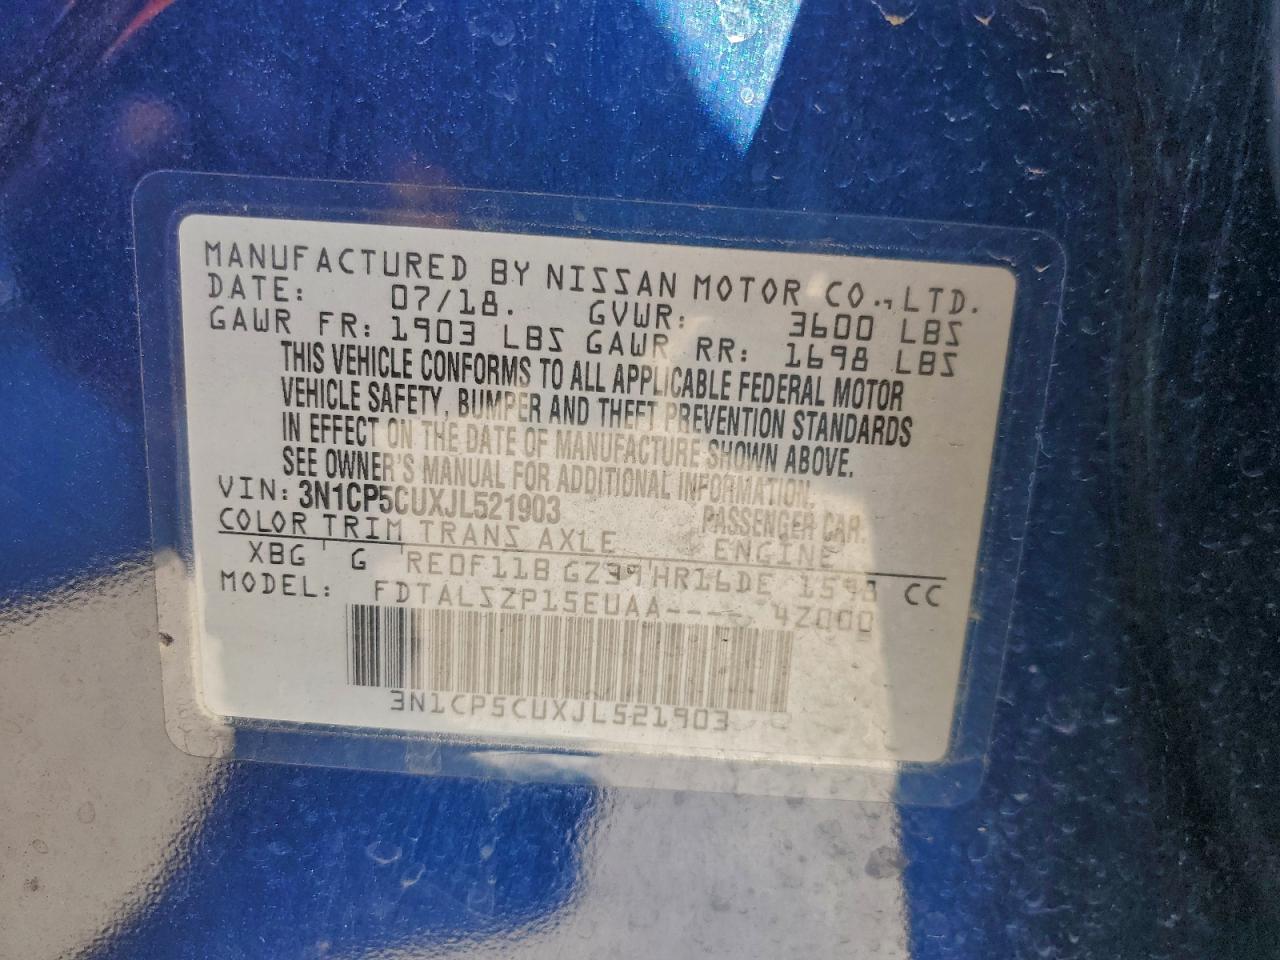 MANUFACTURED BY NISSAN MOTOR CO., LTD.
DATE: 07/18. GVWR: 3600 LBS
GAWR FR: 1903 LBS GAWR RR: 1698 LBS
THIS VEHICLE CONFORMS TO ALL APPLICABLE FEDERAL MOTOR
VEHICLE SAFETY, BUMPER AND THEFT PREVENTION STANDARDS
IN EFFECT ON THE DATE OF MANUFACTURE SHOWN ABOVE.
SEE OWNER'S MANUAL FOR ADDITIONAL INFORMATION.
VIN: 3N1CP5CUXJL521903 PASSENGER CAR.
COLOR TRIM TRANS AXLE ENGINE
XBG G RE0F11B GZ39 HR16DE 1598 CC
MODEL: FDTALSZP15EUAA---- 4Z000
3N1CP5CUXJL521903